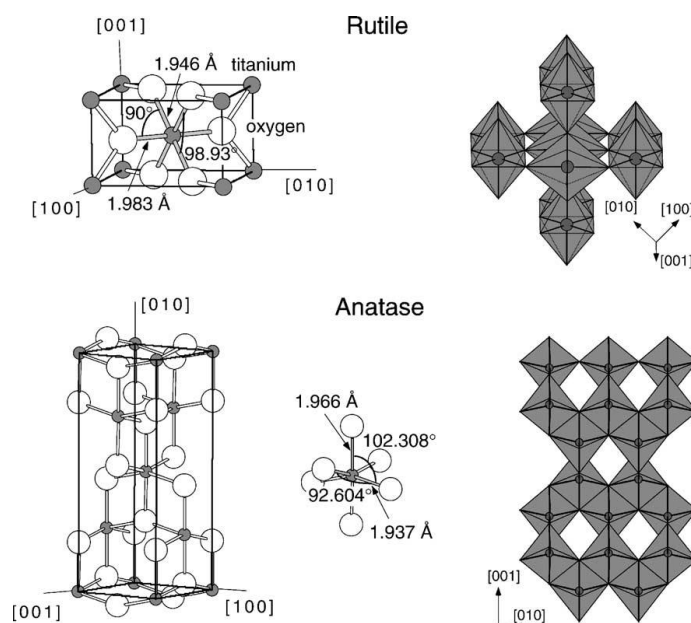 Rutile
[001]
1.946 Å
titanium
90°
oxygen
98.93°
[010]
[100]
1.983 Å
[010]
[100]
[001]
Anatase
[010]
1.966 Å
102.308°
92.604°
1.937 Å
[001]
[100]
[001]
[010]